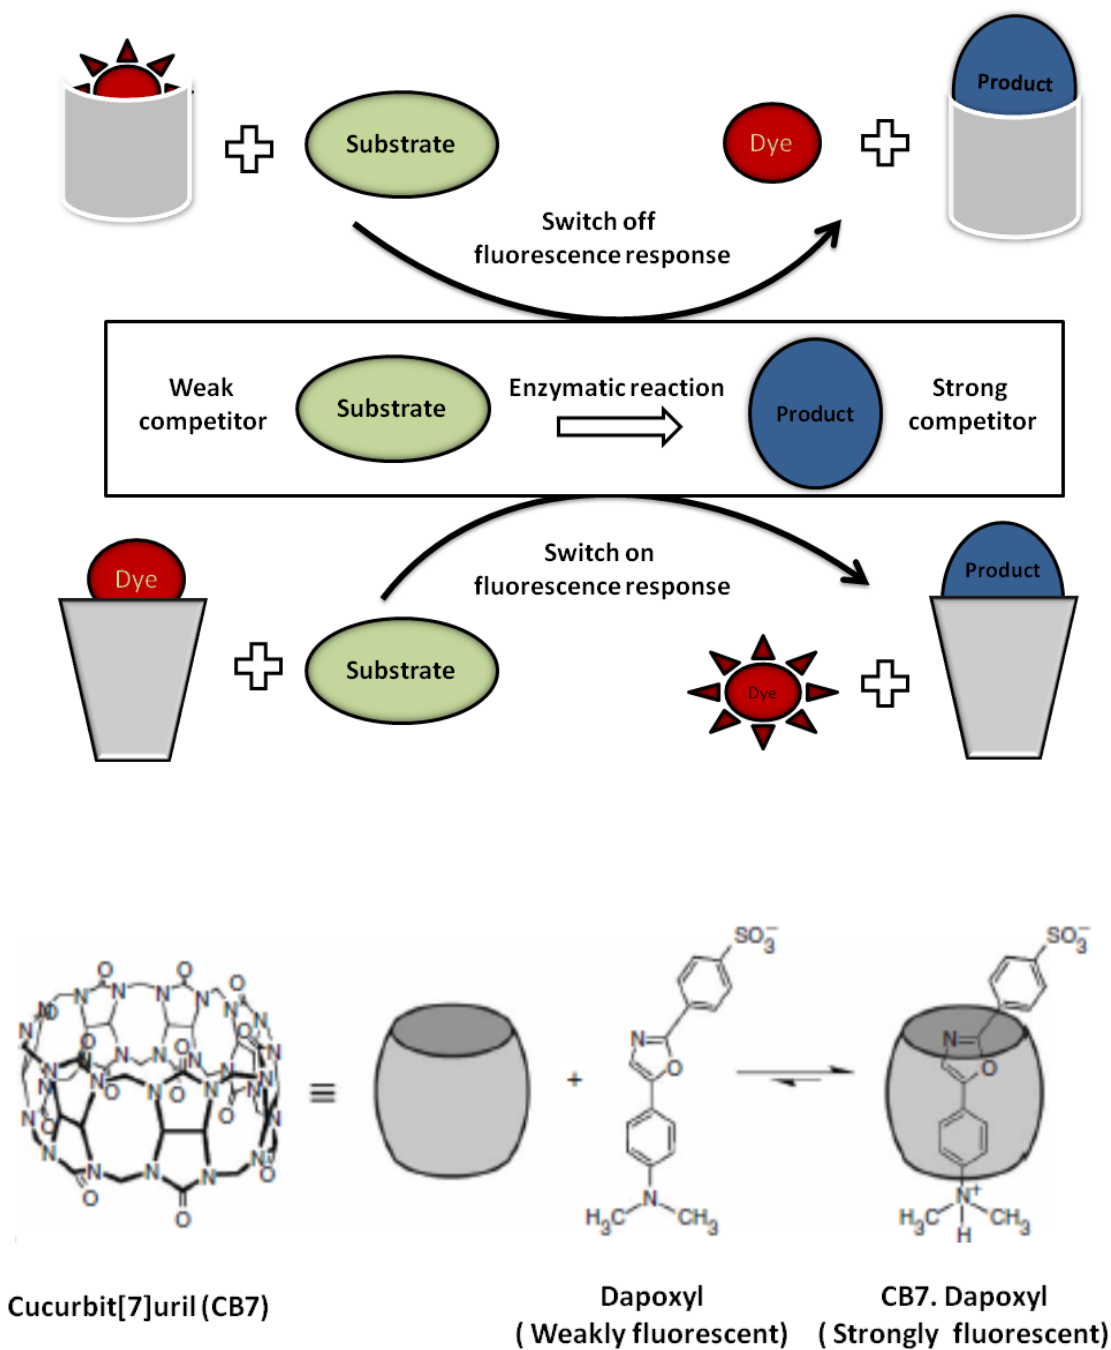 Substrate
Dye
Product
Switch off
fluorescence response
Weak
competitor
Substrate
Enzymatic reaction
Product
Strong
competitor
Dye
Switch on
fluorescence response
Product
Substrate
Dye
SO₃⁻
N
O
N
H₃C
CH₃
+
≡
SO₃⁻
N
O
N⁺
H₃C
H
CH₃
Cucurbit[7]uril (CB7)
Dapoxyl
( Weakly fluorescent)
CB7. Dapoxyl
( Strongly fluorescent)